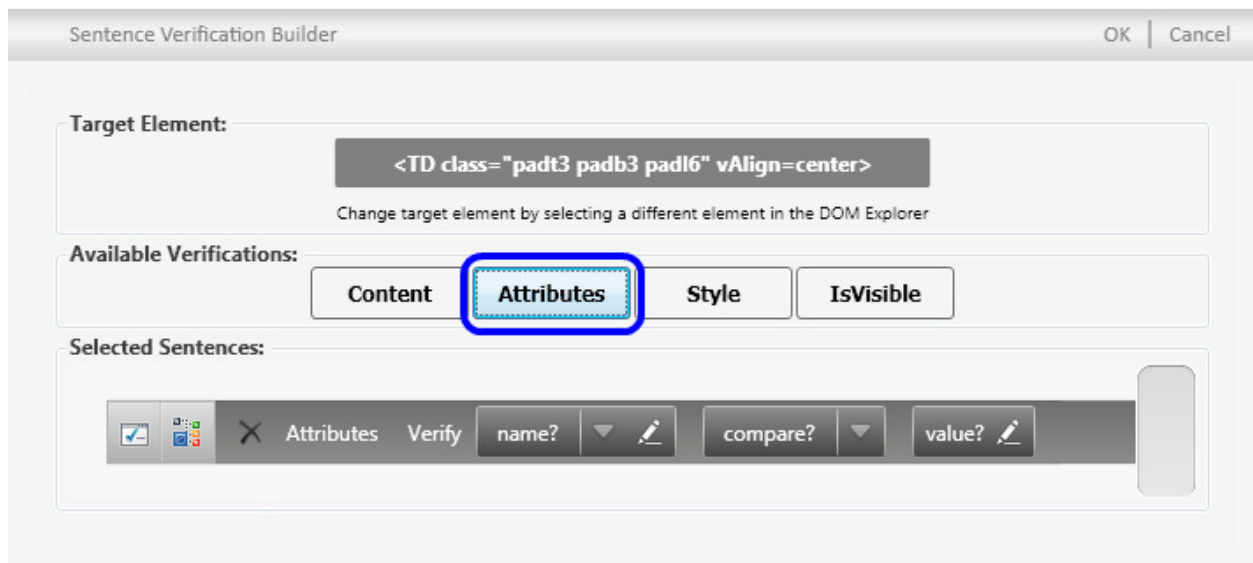 Sentence Verification Builder OK Cancel
Target Element:
<TD class="padt3 padb3 padl6" vAlign=center>
Change target element by selecting a different element in the DOM Explorer
Available Verifications:
Content Attributes Style IsVisible
Selected Sentences:
Attributes Verify name? compare? value?